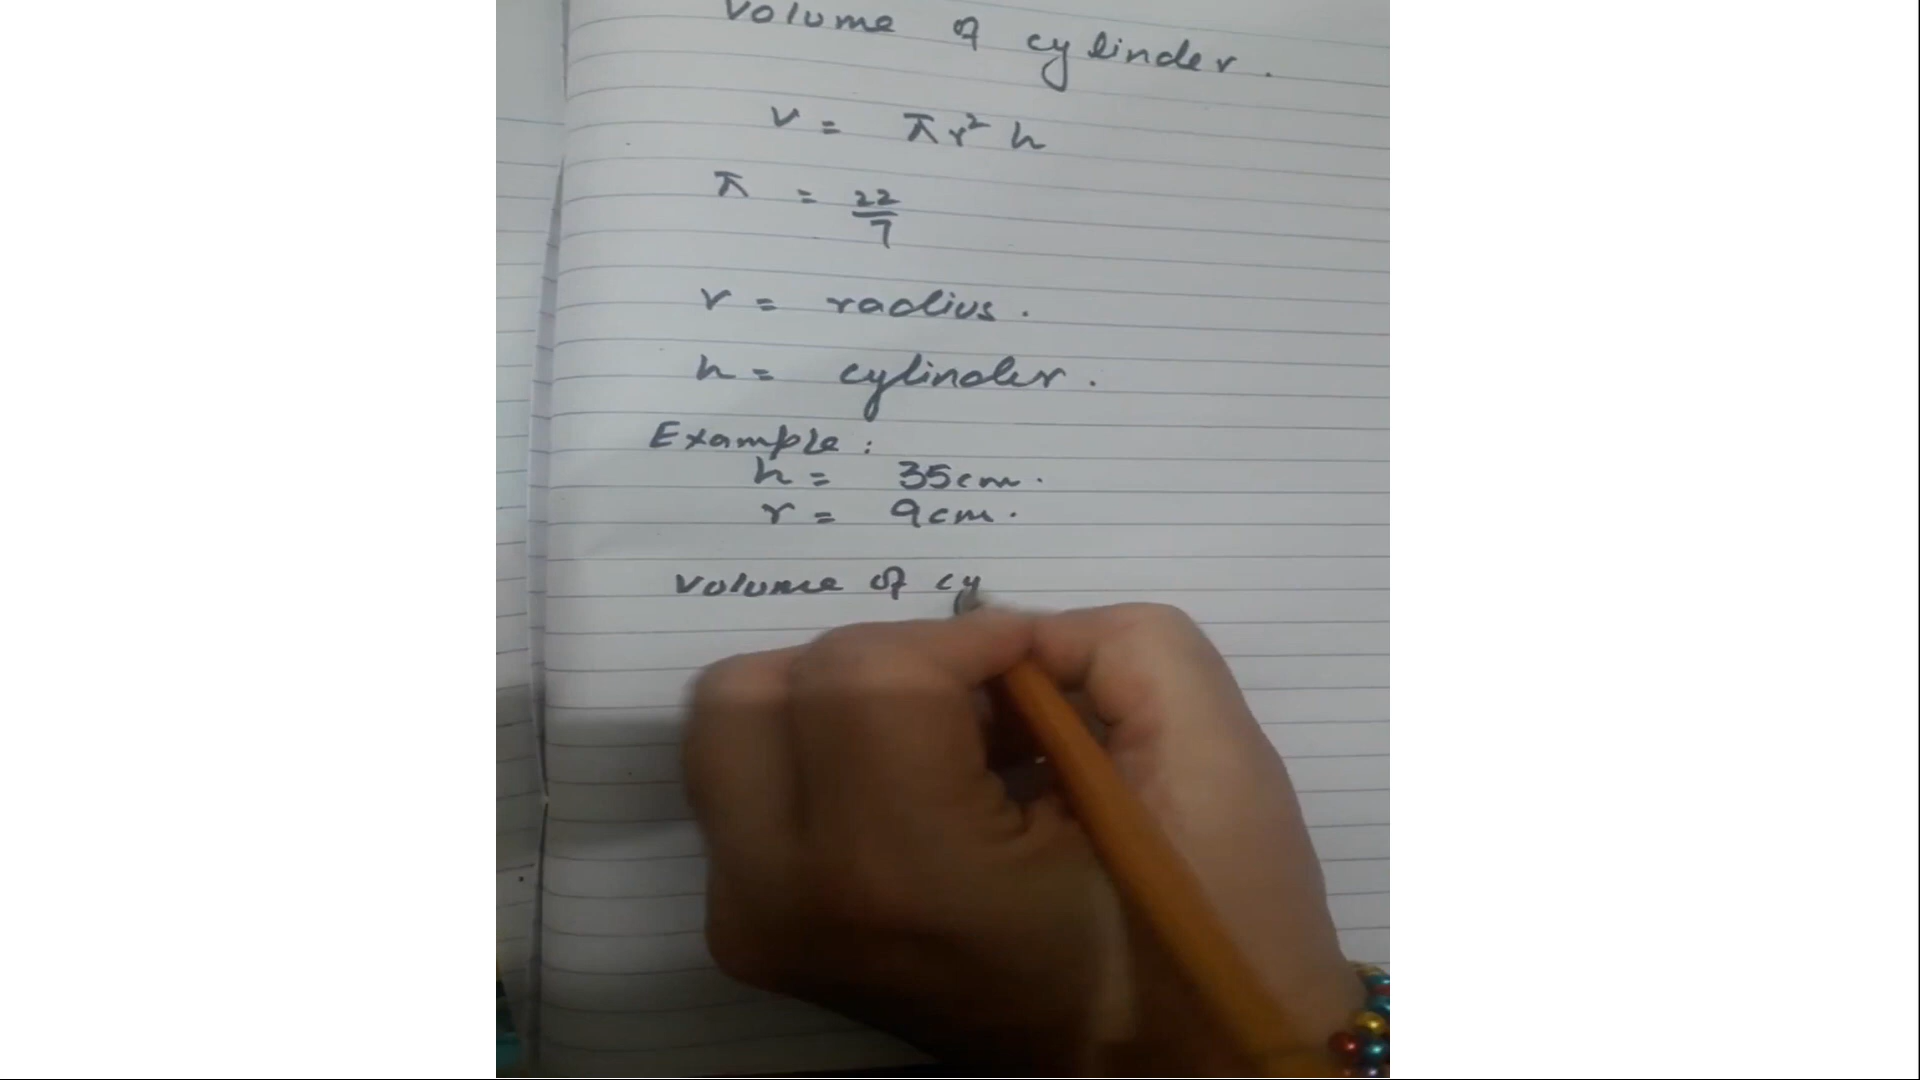 Volume of cylinder.
V = πr² h
π = 22/7
r = radius.
h = cylinder.
Example:
h = 35cm.
r = 9cm.
Volume of cy